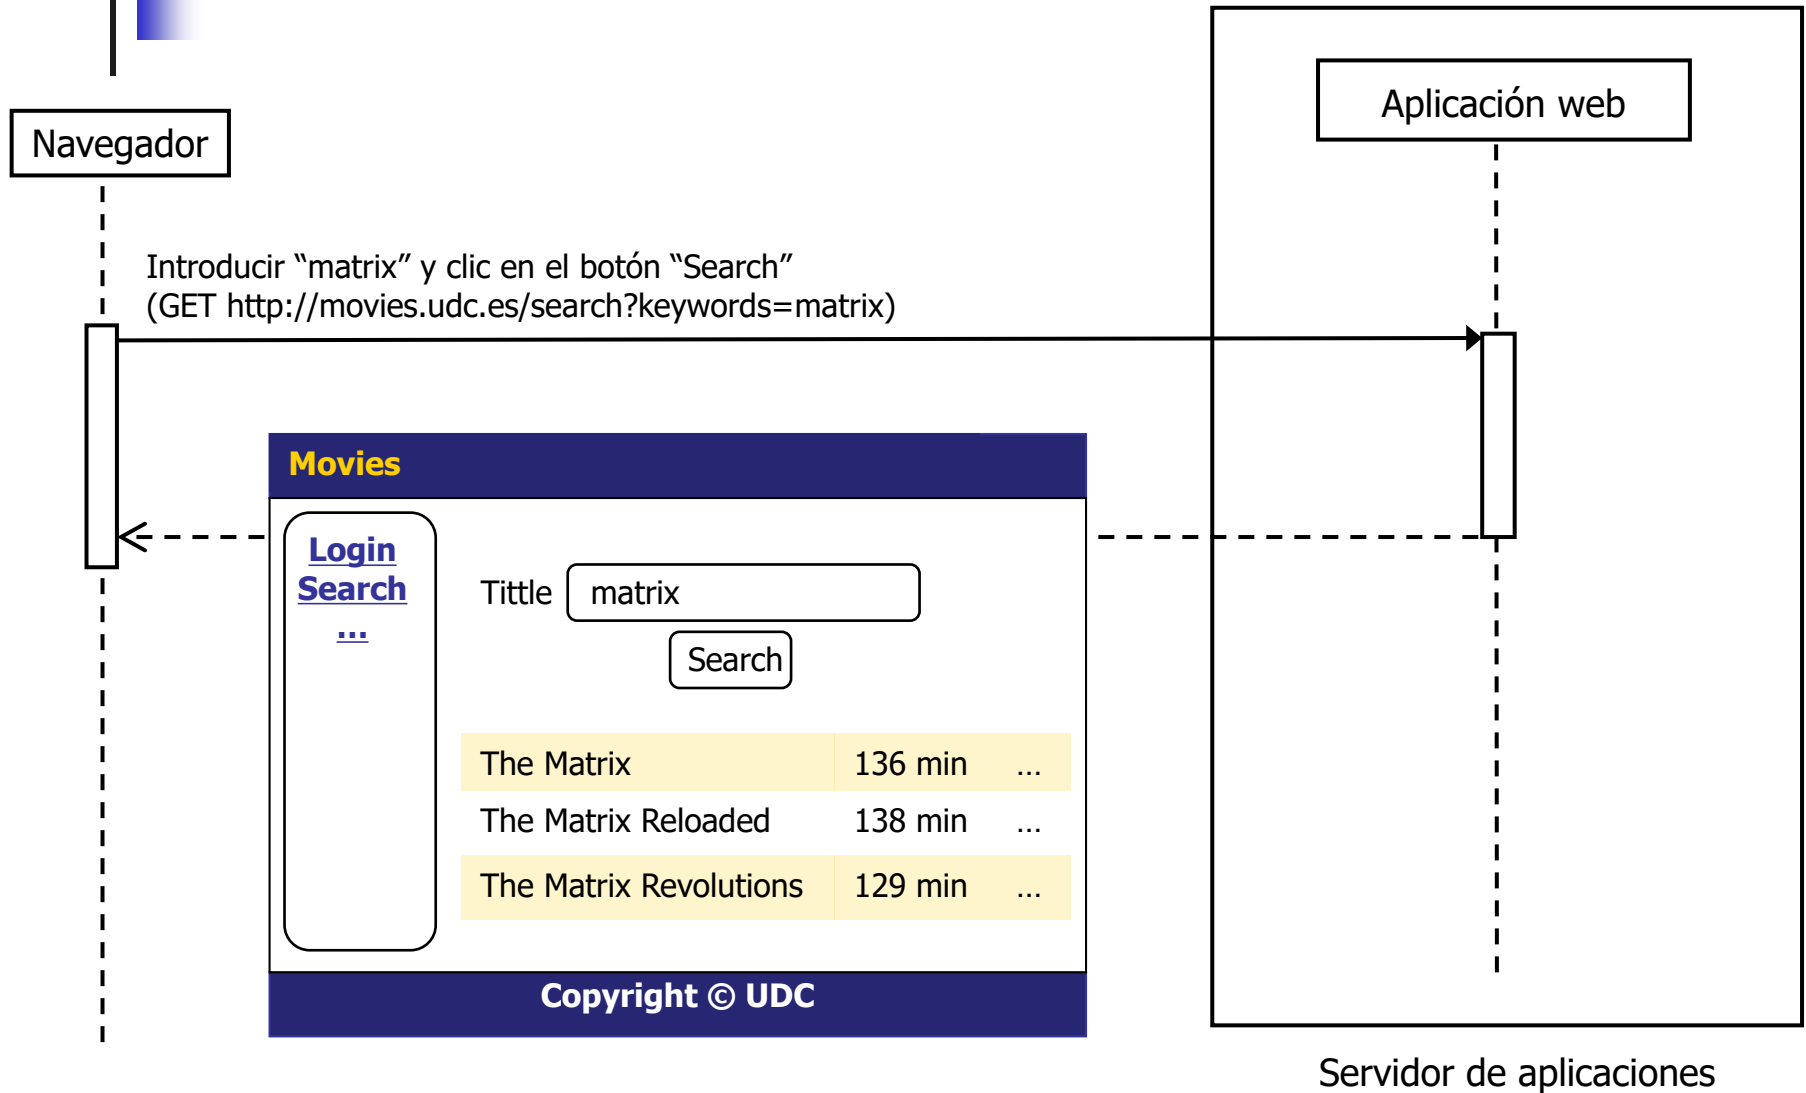 Aplicación web
Navegador
Introducir “matrix” y clic en el botón “Search”
(GET http://movies.udc.es/search?keywords=matrix)
Movies
Login
Search
...
Tittle matrix
Search
The Matrix 136 min …
The Matrix Reloaded 138 min …
The Matrix Revolutions 129 min …
Copyright © UDC
Servidor de aplicaciones